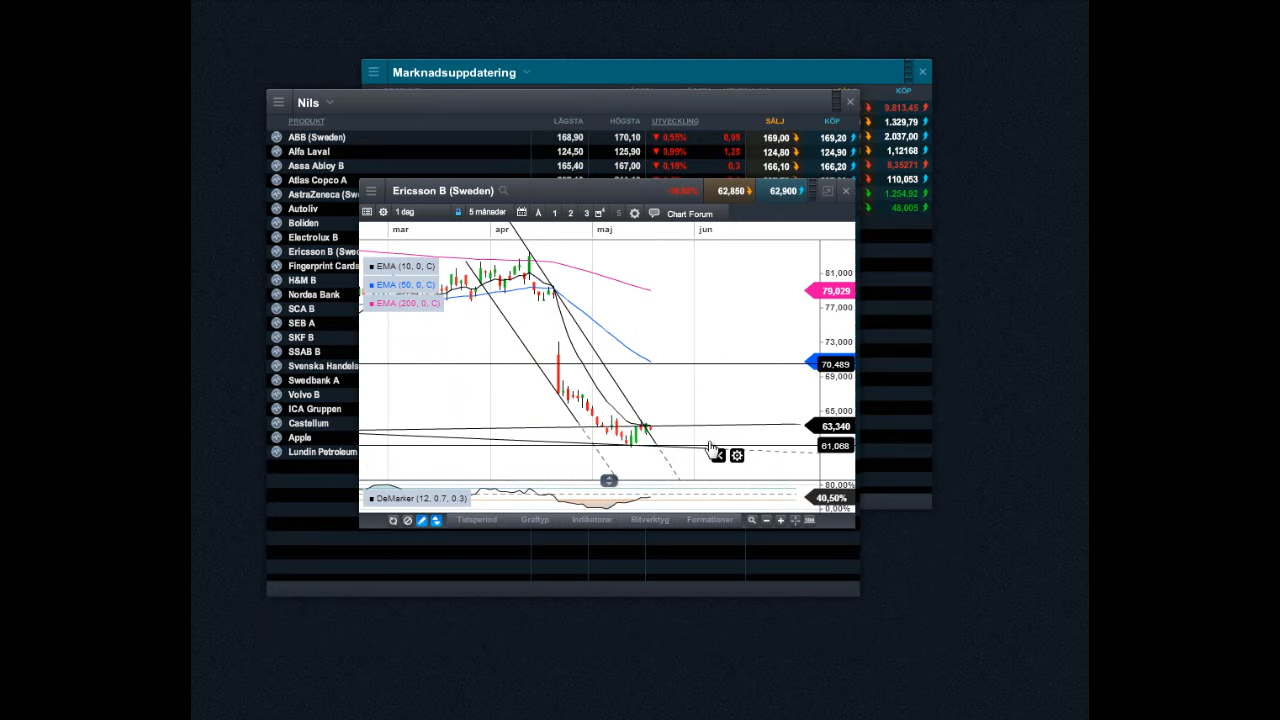 Marknadsuppdatering
KÖP
Nils
PRODUKT LÄGSTA HÖGSTA UTVECKLING SÄLJ KÖP
9.813,45
1.329,79
2.037,00
1,12168
8,35271
110,053
1.254,92
48,005
ABB (Sweden) 168,90 170,10 0,55% 0,95 169,00 169,20
Alfa Laval 124,50 125,90 0,99% 1,25 124,80 124,90
Assa Abloy B 165,40 167,00 0,18% 0,3 166,10 166,20
Atlas Copco A
AstraZeneca (Swe
Autoliv
Boliden
Electrolux B
Ericsson B (Swe
Fingerprint Cards
H&M B
Nordea Bank
SCA B
SEB A
SKF B
SSAB B
Svenska Handels
Swedbank A
Volvo B
ICA Gruppen
Castellum
Apple
Lundin Petroleum
Ericsson B (Sweden) 62,850 62,900
1 dag 5 månader 1 2 3 4 5 Chart Forum
mar apr maj jun
EMA (10, 0, C)
EMA (50, 0, C)
EMA (200, 0, C)
81,000
79,029
77,000
73,000
70,489
69,000
65,000
63,340
61,068
80,00%
DeMarker (12, 0.7, 0.3)
40,50%
0,00%
Tidsperiod Graftyp Indikatorer Ritverktyg Formationer